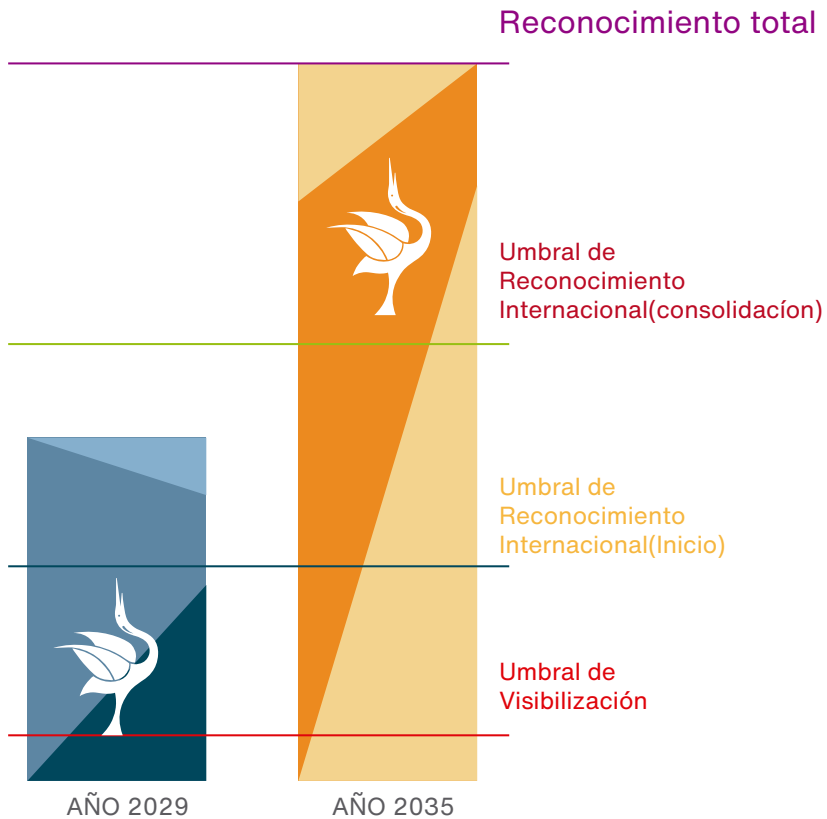 Reconocimiento total
Umbral de
Reconocimiento
Internacional(consolidacíon)
Umbral de
Reconocimiento
Internacional(Inicio)
Umbral de
Visibilización
AÑO 2029
AÑO 2035